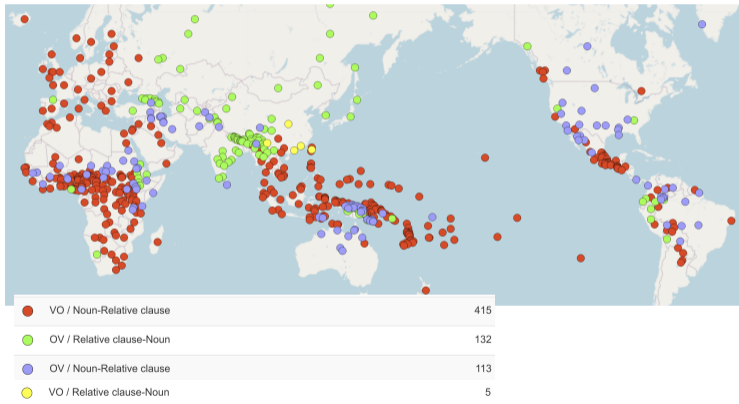 VO / Noun-Relative clause 415
OV / Relative clause-Noun 132
OV / Noun-Relative clause 113
VO / Relative clause-Noun 5